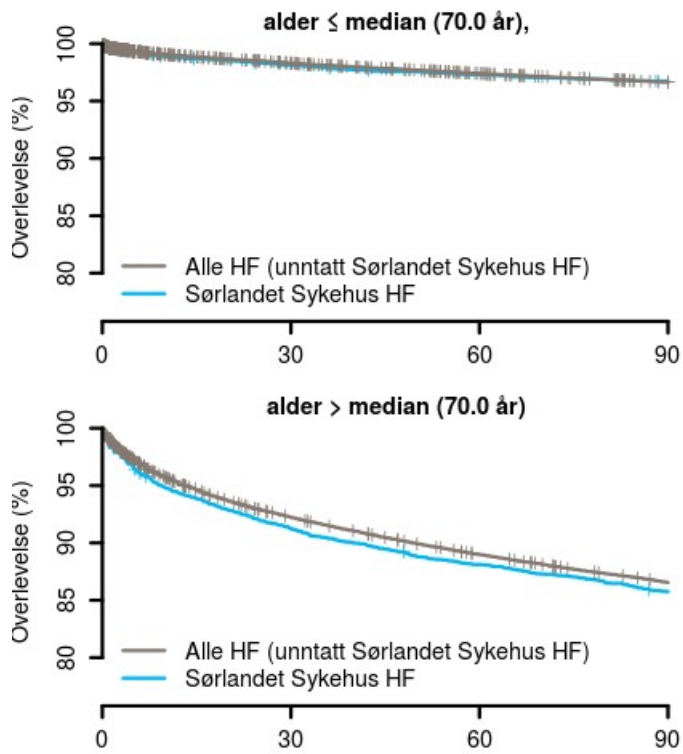 alder ≤ median (70.0 år),
Overlevelse (%)
100
95
90
85
80
Alle HF (unntatt Sørlandet Sykehus HF)
Sørlandet Sykehus HF
0 30 60 90
alder > median (70.0 år)
Overlevelse (%)
100
95
90
85
80
Alle HF (unntatt Sørlandet Sykehus HF)
Sørlandet Sykehus HF
0 30 60 90